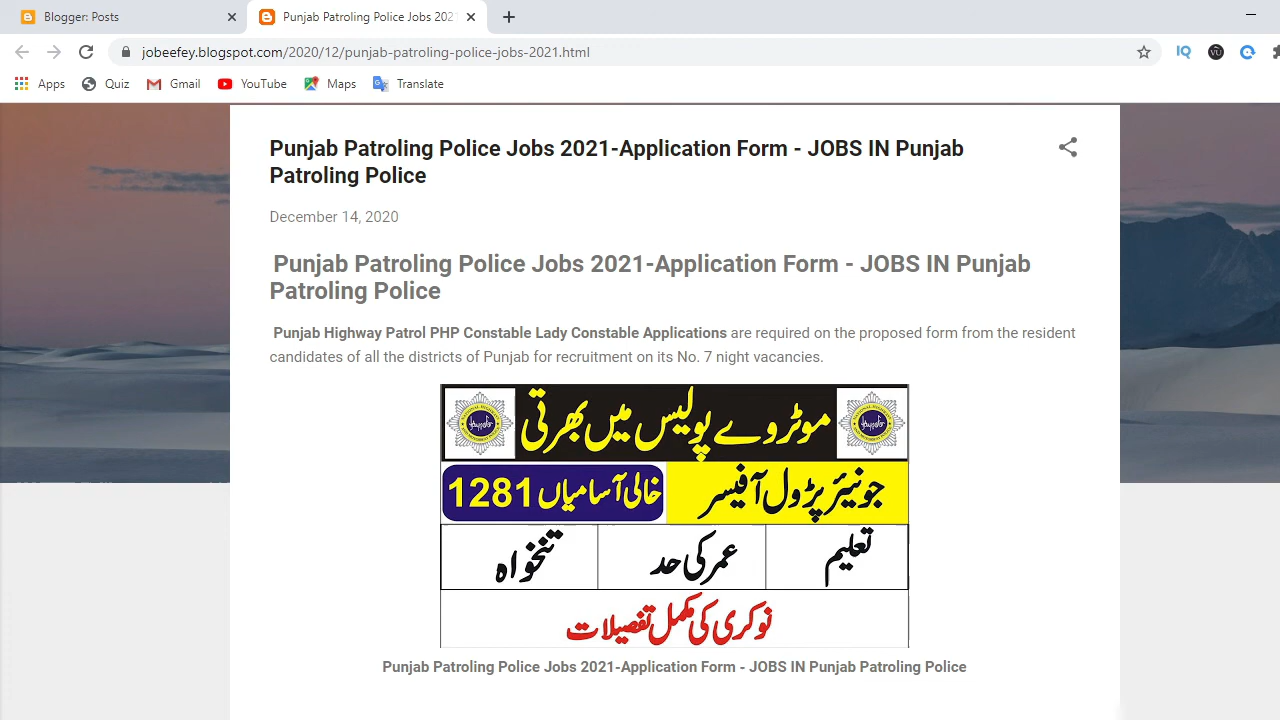 Blogger: Posts
Punjab Patroling Police Jobs 202
jobeefey.blogspot.com/2020/12/punjab-patroling-police-jobs-2021.html
IQ
VU
Apps Quiz Gmail YouTube Maps Translate
Punjab Patroling Police Jobs 2021-Application Form - JOBS IN Punjab
Patroling Police
December 14, 2020
Punjab Patroling Police Jobs 2021-Application Form - JOBS IN Punjab
Patroling Police
Punjab Highway Patrol PHP Constable Lady Constable Applications are required on the proposed form from the resident
candidates of all the districts of Punjab for recruitment on its No. 7 night vacancies.
موٹروے پولیس میں بھرتی
جونیئر پڑول آفیسر
خالی آسامیاں 1281
تعلیم
عمر کی حد
تنخواہ
نوکری کی مکمل تفصیلات
Punjab Patroling Police Jobs 2021-Application Form - JOBS IN Punjab Patroling Police